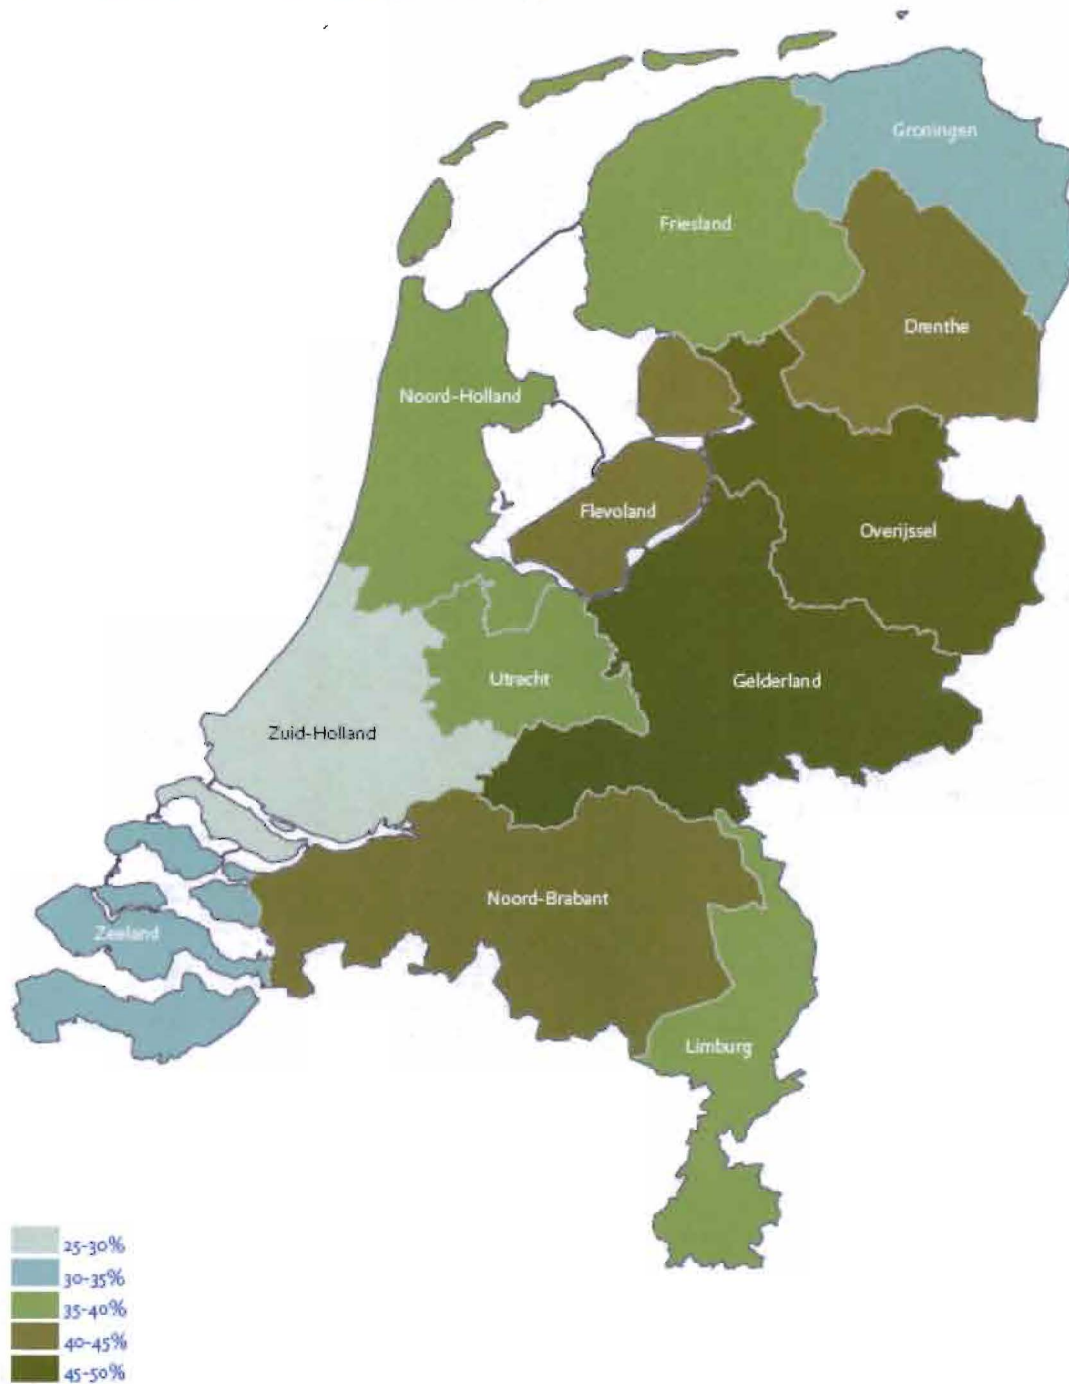 Groningen
Friesland
Drenthe
Noord-Holland
Flevoland
Overijssel
Utrecht
Gelderland
Zuid-Holland
Noord-Brabant
Zeeland
Limburg
25-30%
30-35%
35-40%
40-45%
45-50%